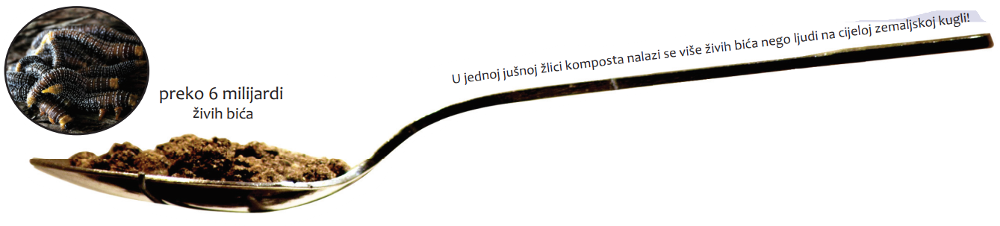 preko 6 milijardi
živih bića
U jednoj jušnoj žlici komposta nalazi se više živih bića nego ljudi na cijeloj zemaljskoj kugli!